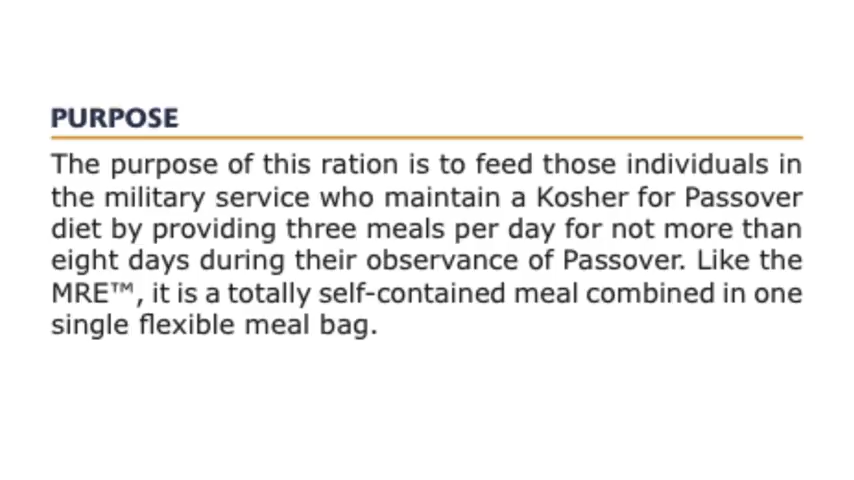 PURPOSE
The purpose of this ration is to feed those individuals in
the military service who maintain a Kosher for Passover
diet by providing three meals per day for not more than
eight days during their observance of Passover. Like the
MRE™, it is a totally self-contained meal combined in one
single flexible meal bag.